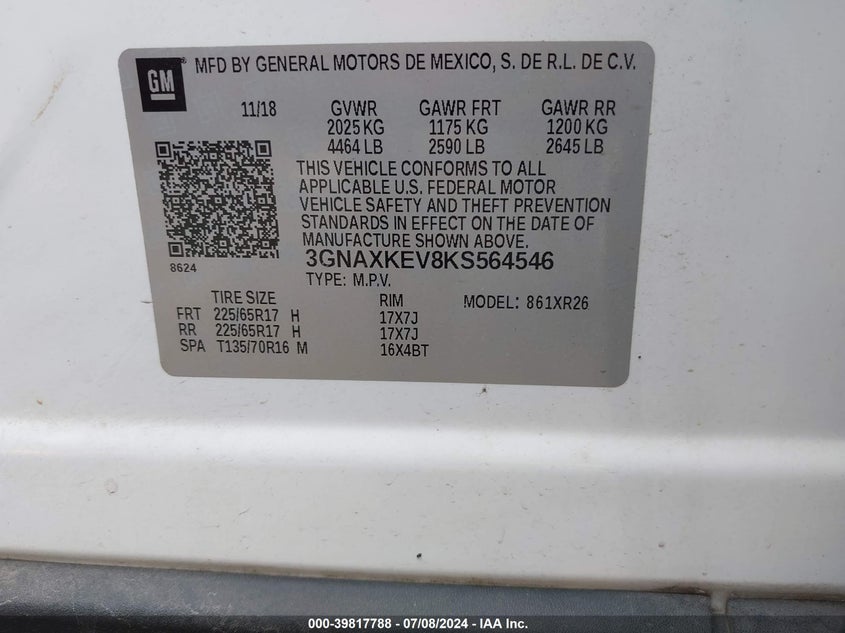 GM ® MFD BY GENERAL MOTORS DE MEXICO, S. DE R.L. DE C.V.
11/18 GVWR GAWR FRT GAWR RR
2025 KG 1175 KG 1200 KG
4464 LB 2590 LB 2645 LB
THIS VEHICLE CONFORMS TO ALL
APPLICABLE U.S. FEDERAL MOTOR
VEHICLE SAFETY AND THEFT PREVENTION
STANDARDS IN EFFECT ON THE DATE OF
MANUFACTURE SHOWN ABOVE.
8624 3GNAXKEV8KS564546
TYPE: M.P.V.
TIRE SIZE RIM MODEL: 861XR26
FRT 225/65R17 H 17X7J
RR 225/65R17 H 17X7J
SPA T135/70R16 M 16X4BT
000-39817788 - 07/08/2024 - IAA Inc.